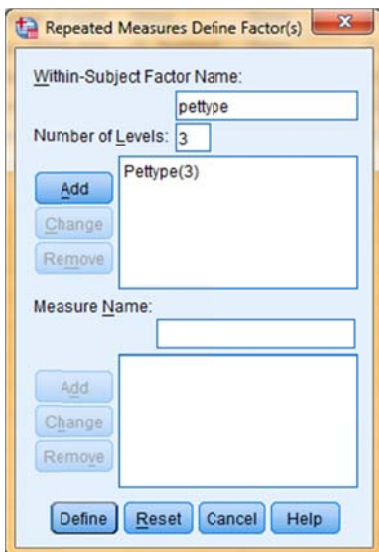 Repeated Measures Define Factor(s)
Within-Subject Factor Name:
pettype
Number of Levels: 3
Pettype(3)
Add
Change
Remove
Measure Name:
Add
Change
Remove
Define Reset Cancel Help